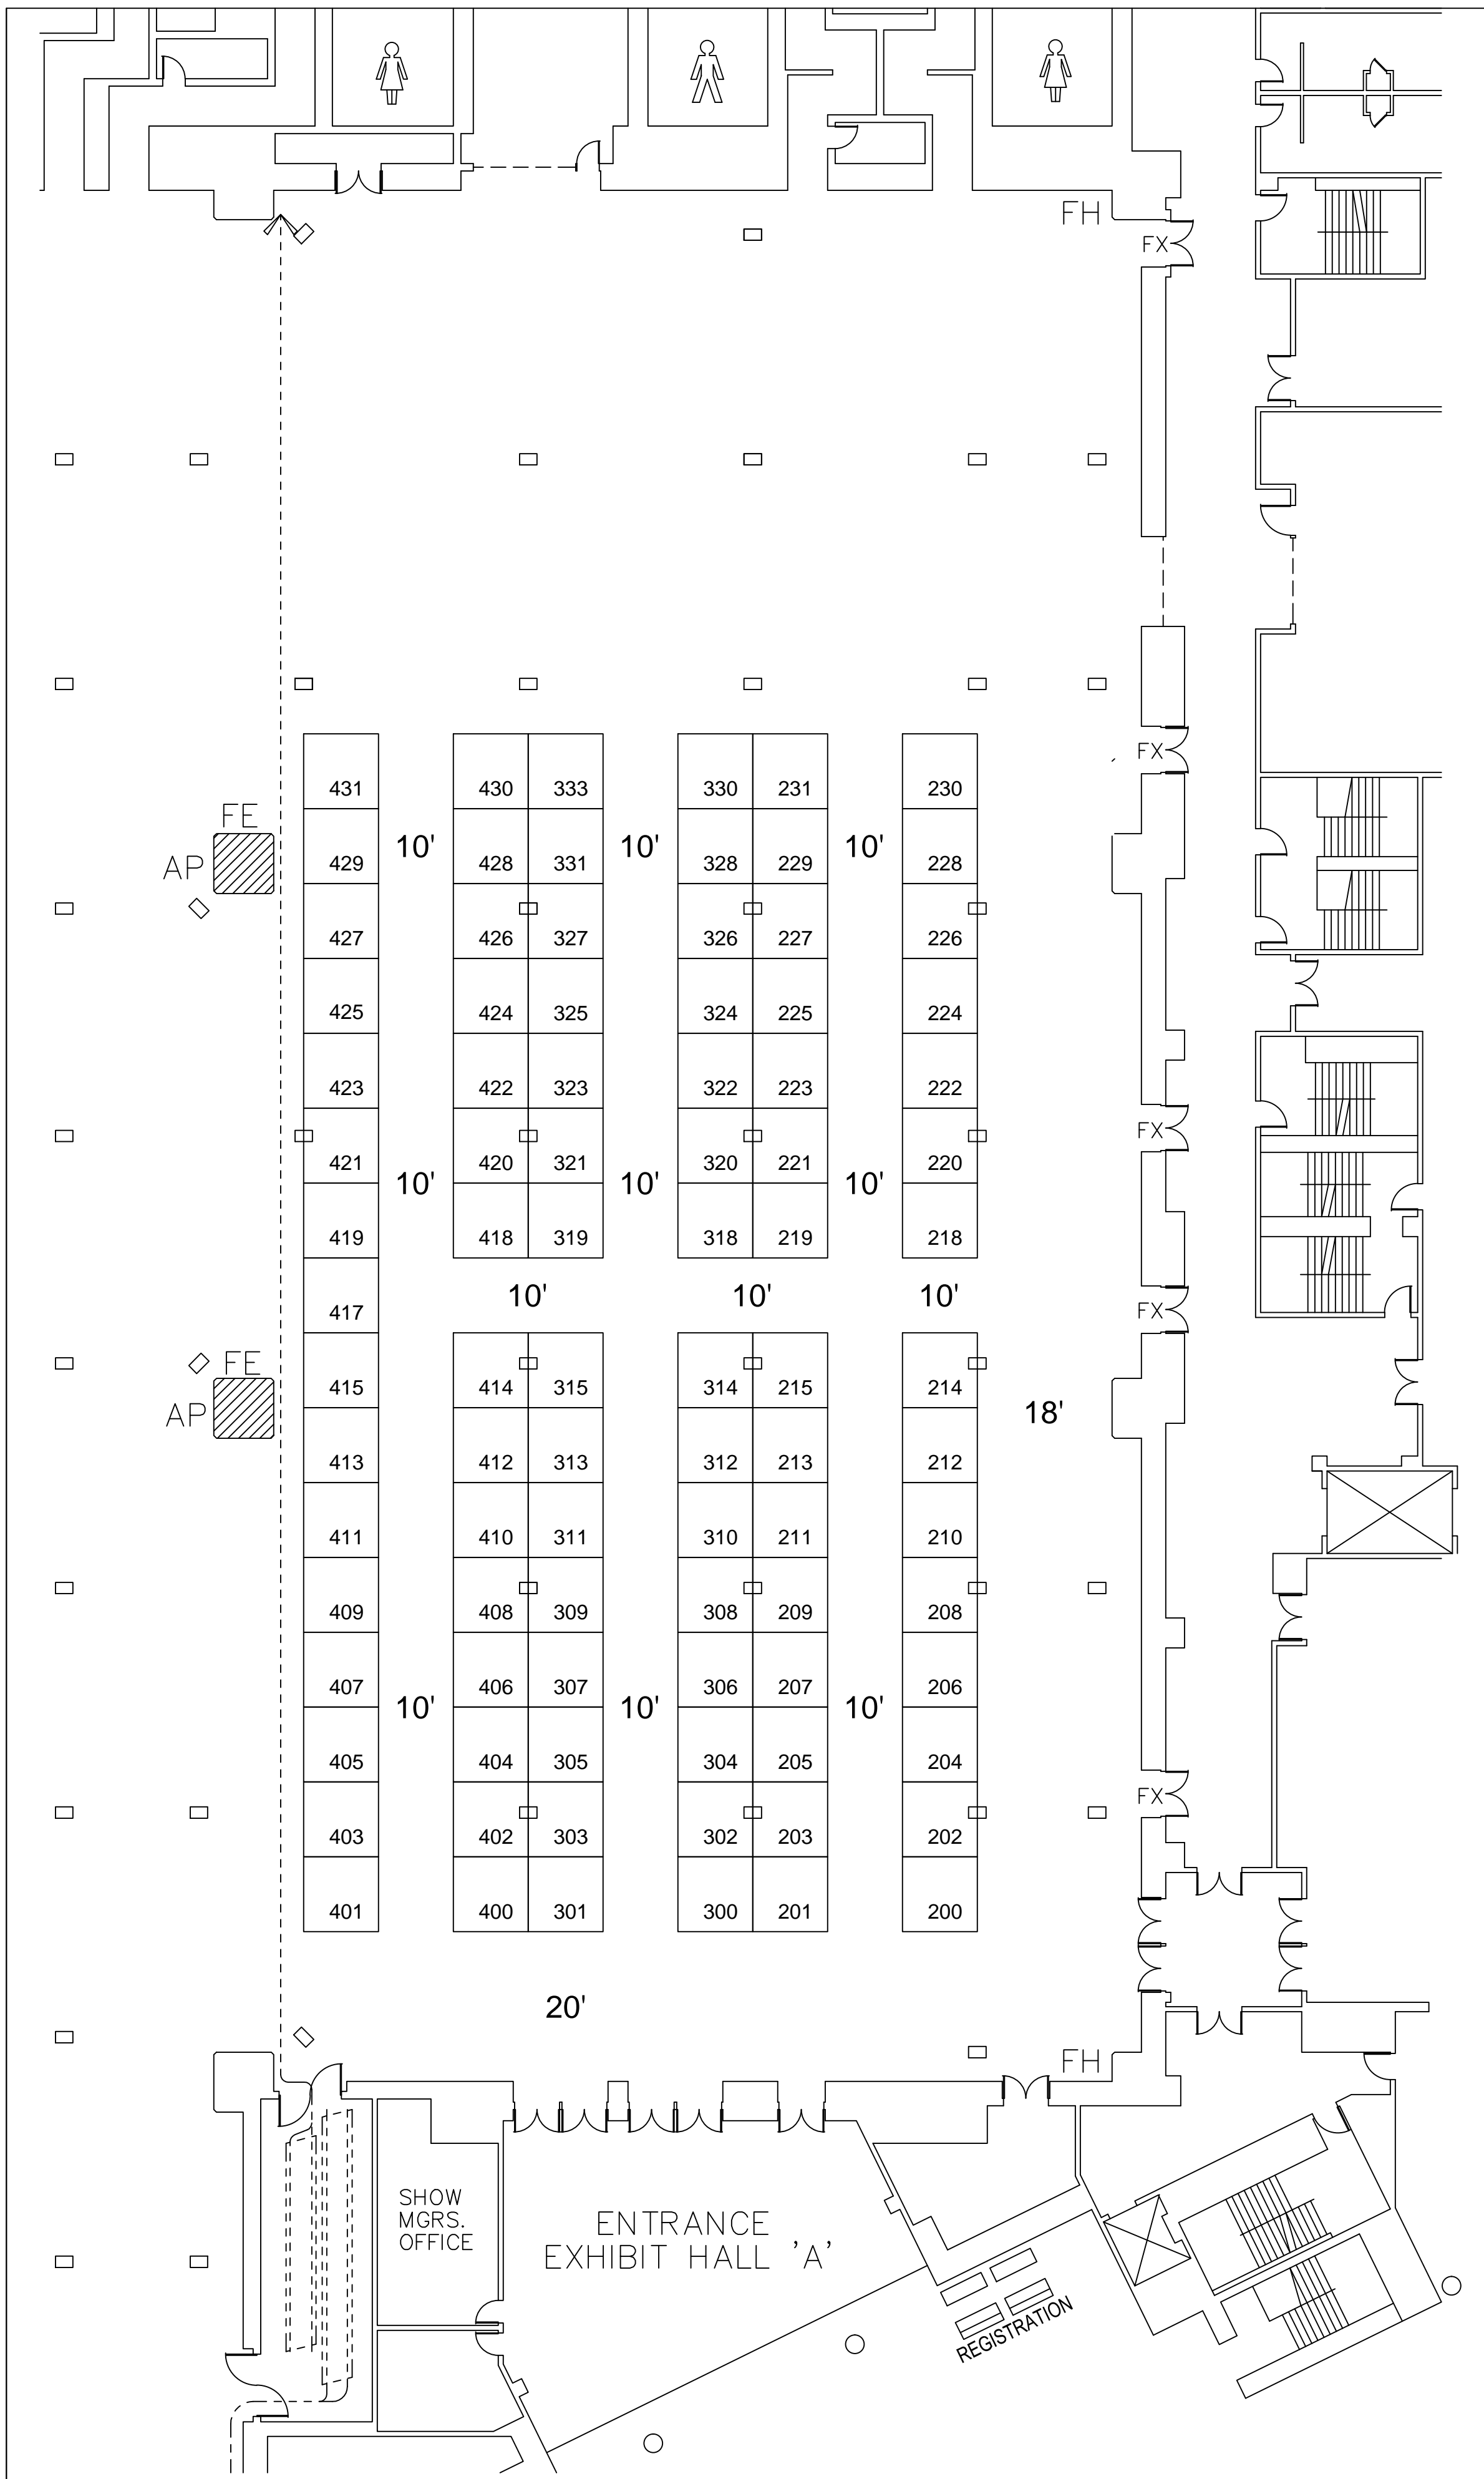 FH
FX
FX
431 430 333 330 231 230
FE
10' 10' 10'
AP 429 428 331 328 229 228
427 426 327 326 227 226
425 424 325 324 225 224
423 422 323 322 223 222
FX
421 420 321 320 221 220
10' 10' 10'
419 418 319 318 219 218
10' 10' 10'
417 FX
FE
415 414 315 314 215 214
AP 18'
413 412 313 312 213 212
411 410 311 310 211 210
409 408 309 308 209 208
407 406 307 306 207 206
10' 10' 10'
405 404 305 304 205 204
FX
403 402 303 302 203 202
401 400 301 300 201 200
20'
FH
SHOW
MGRS.
OFFICE
ENTRANCE
EXHIBIT HALL 'A'
REGISTRATION